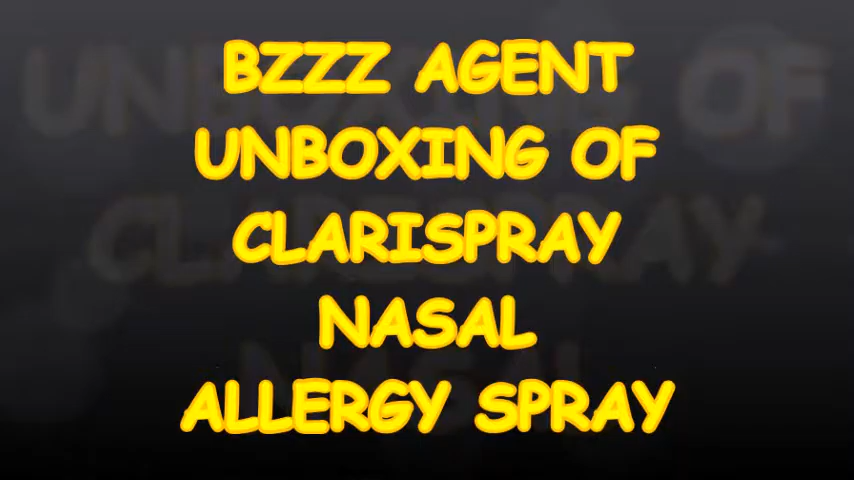 BZZZ AGENT
UNBOXING OF
CLARISPRAY
NASAL
ALLERGY SPRAY